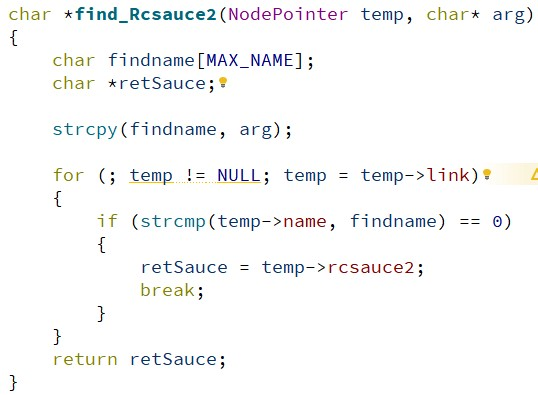 char *find_Rcsauce2(NodePointer temp, char* arg)
{
    char findname[MAX_NAME];
    char *retSauce;

    strcpy(findname, arg);

    for (; temp != NULL; temp = temp->link)
    {
        if (strcmp(temp->name, findname) == 0)
        {
            retSauce = temp->rcsauce2;
            break;
        }
    }
    return retSauce;
}